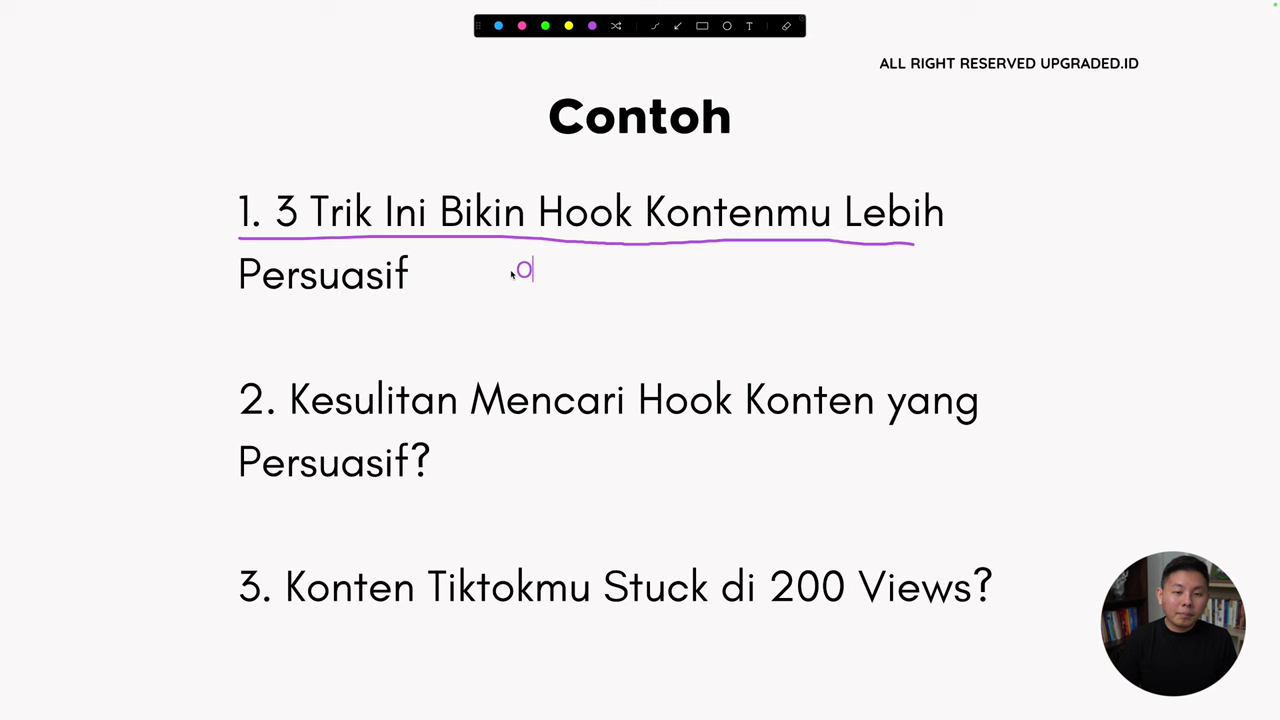 ALL RIGHT RESERVED UPGRADED.ID
Contoh
1. 3 Trik Ini Bikin Hook Kontenmu Lebih
Persuasif
o
2. Kesulitan Mencari Hook Konten yang
Persuasif?
3. Konten Tiktokmu Stuck di 200 Views?